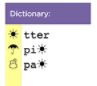 Dictionary:
☀ tter
☂ pi☀
☃ pa☀